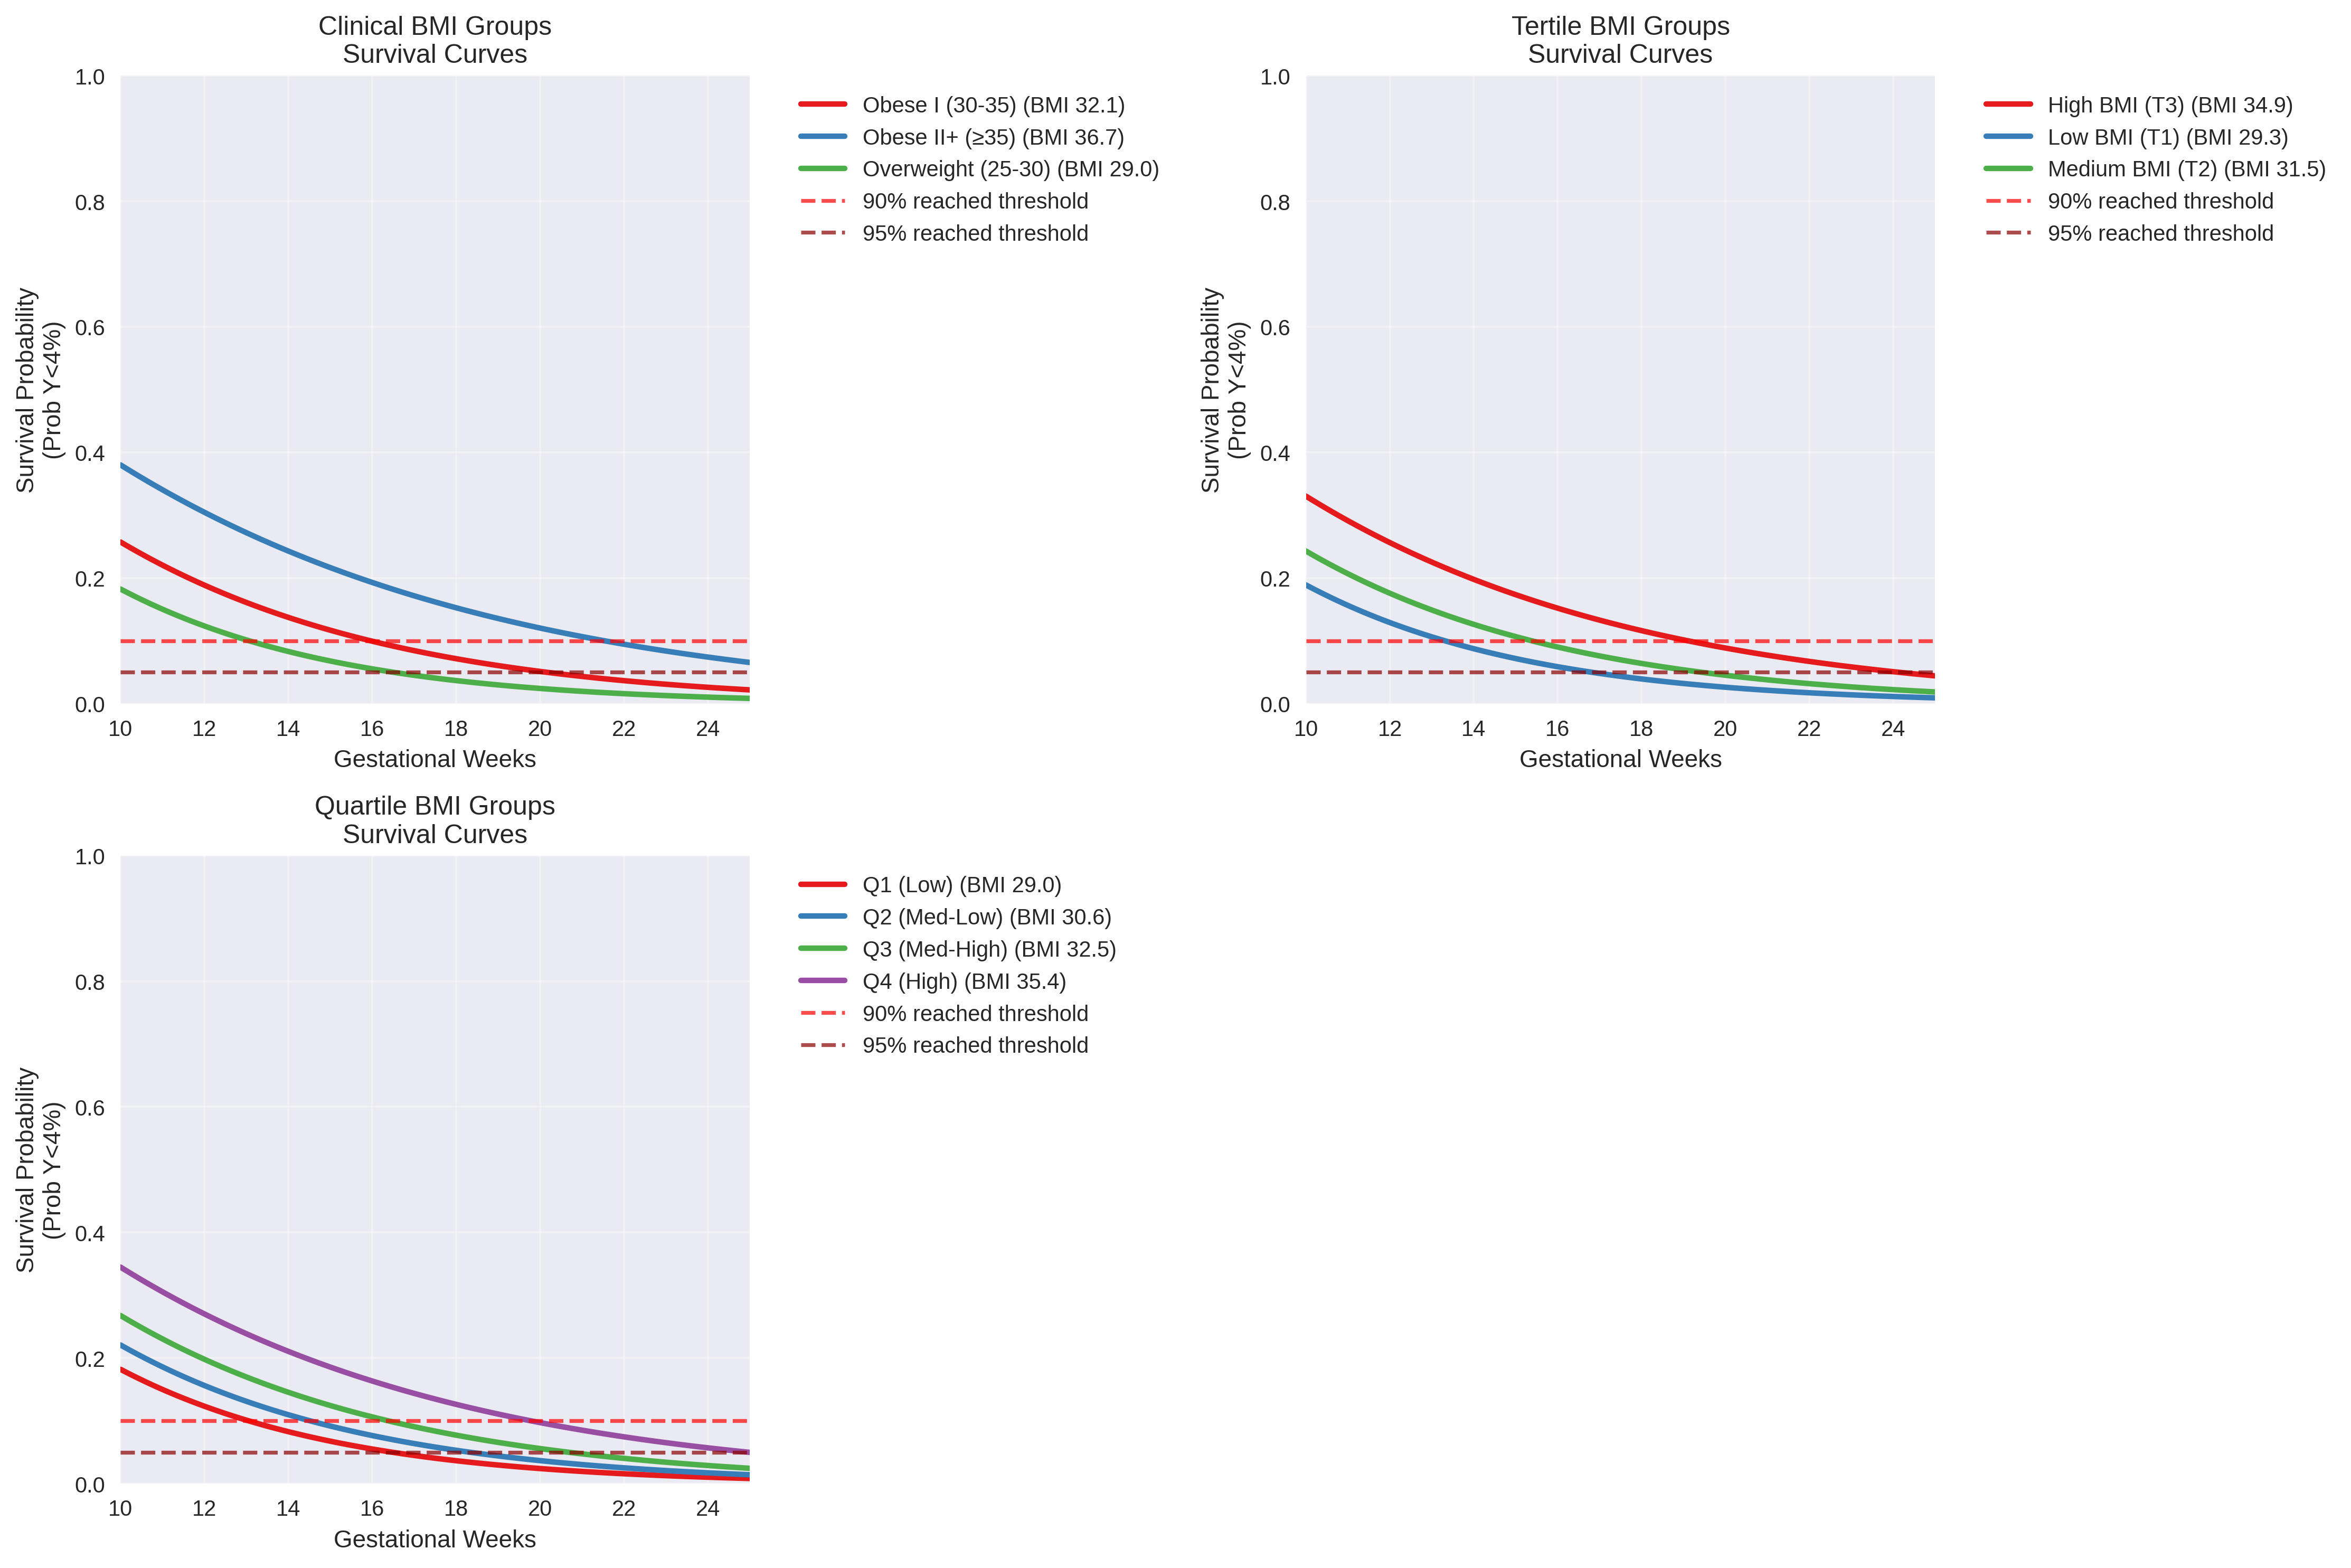 Clinical BMI Groups
Survival Curves
Survival Probability
(Prob Y<4%)
1.0
0.8
0.6
0.4
0.2
0.0
10 12 14 16 18 20 22 24
Gestational Weeks
Obese I (30-35) (BMI 32.1)
Obese II+ (≥35) (BMI 36.7)
Overweight (25-30) (BMI 29.0)
90% reached threshold
95% reached threshold
Tertile BMI Groups
Survival Curves
Survival Probability
(Prob Y<4%)
1.0
0.8
0.6
0.4
0.2
0.0
10 12 14 16 18 20 22 24
Gestational Weeks
High BMI (T3) (BMI 34.9)
Low BMI (T1) (BMI 29.3)
Medium BMI (T2) (BMI 31.5)
90% reached threshold
95% reached threshold
Quartile BMI Groups
Survival Curves
Survival Probability
(Prob Y<4%)
1.0
0.8
0.6
0.4
0.2
0.0
10 12 14 16 18 20 22 24
Gestational Weeks
Q1 (Low) (BMI 29.0)
Q2 (Med-Low) (BMI 30.6)
Q3 (Med-High) (BMI 32.5)
Q4 (High) (BMI 35.4)
90% reached threshold
95% reached threshold